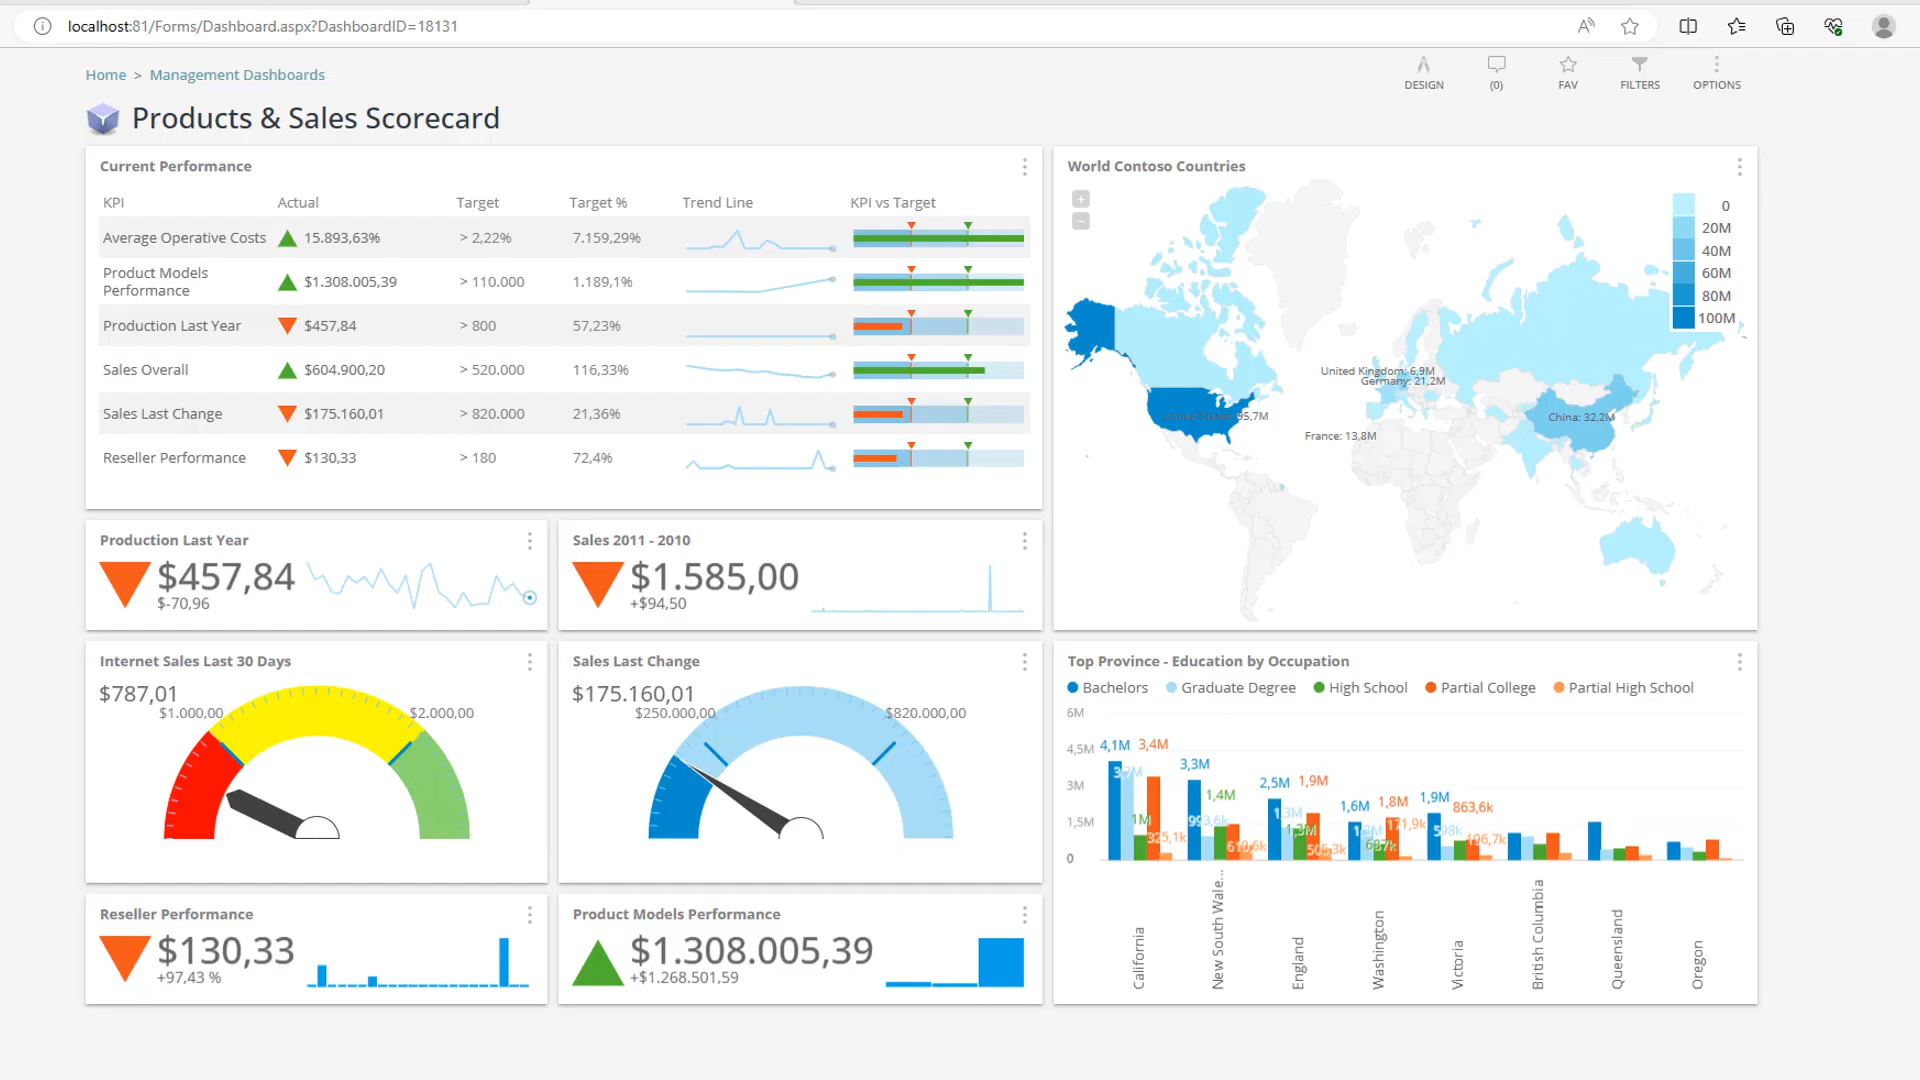 localhost:81/Forms/Dashboard.aspx?DashboardID=18131
Home > Management Dashboards
DESIGN
(0)
FAV
FILTERS
OPTIONS
Products & Sales Scorecard
Current Performance
KPI Actual Target Target % Trend Line KPI vs Target
Average Operative Costs 15.893,63% > 2,22% 7.159,29%
Product Models Performance $1.308.005,39 > 110.000 1.189,1%
Production Last Year $457,84 > 800 57,23%
Sales Overall $604.900,20 > 520.000 116,33%
Sales Last Change $175.160,01 > 820.000 21,36%
Reseller Performance $130,33 > 180 72,4%
World Contoso Countries
+
−
0
20M
40M
60M
80M
100M
United Kingdom: 6,9M
Germany: 21,2M
United States: 95,7M
China: 32,2M
France: 13,8M
Production Last Year
$457,84
$-70,96
Sales 2011 - 2010
$1.585,00
+$94,50
Internet Sales Last 30 Days
$787,01
$1.000,00
$2.000,00
Sales Last Change
$175.160,01
$250.000,00
$820.000,00
Top Province - Education by Occupation
Bachelors Graduate Degree High School Partial College Partial High School
6M
4,5M
3M
1,5M
0
4,1M 3,4M
1M
325,1k
3,3M
1,4M
993,6k
2,5M 1,9M
1,3M
1,3M
1,6M 1,8M
171,9k
1,9M 863,6k
598k
196,7k
California
New South Wale...
England
Washington
Victoria
British Columbia
Queensland
Oregon
Reseller Performance
$130,33
+97,43 %
Product Models Performance
$1.308.005,39
+$1.268.501,59